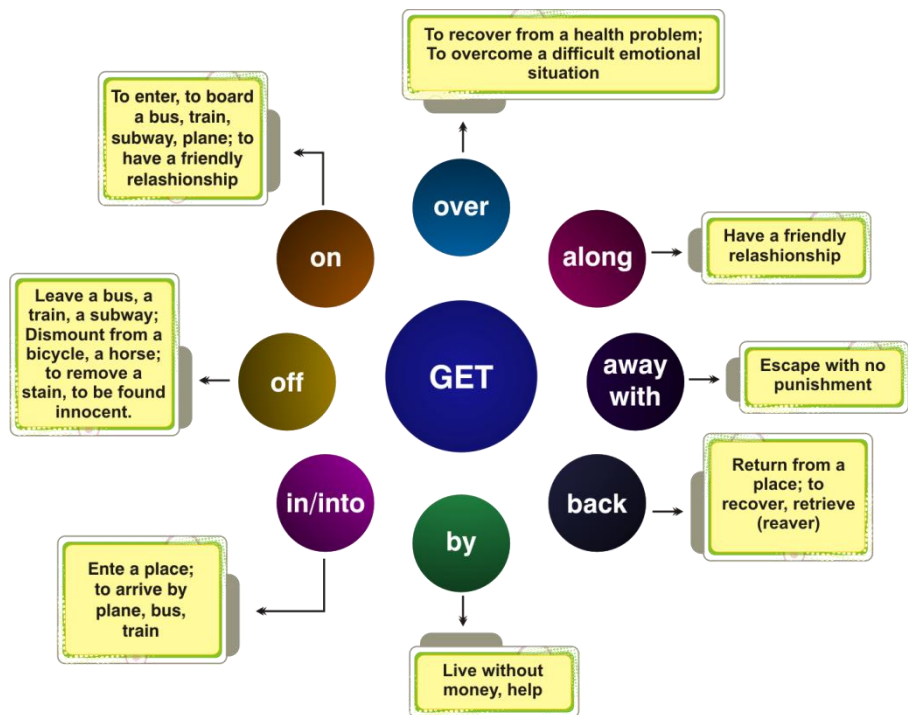 To recover from a health problem;
To overcome a difficult emotional
situation
To enter, to board
a bus, train,
subway, plane; to
have a friendly
relashionship
over
on
along
Have a friendly
relashionship
Leave a bus, a
train, a subway;
Dismount from a
bicycle, a horse;
to remove a
stain, to be found
innocent.
off
GET
away
with
Escape with no
punishment
in/into
by
back
Return from a
place; to
recover, retrieve
(reaver)
Ente a place;
to arrive by
plane, bus,
train
Live without
money, help